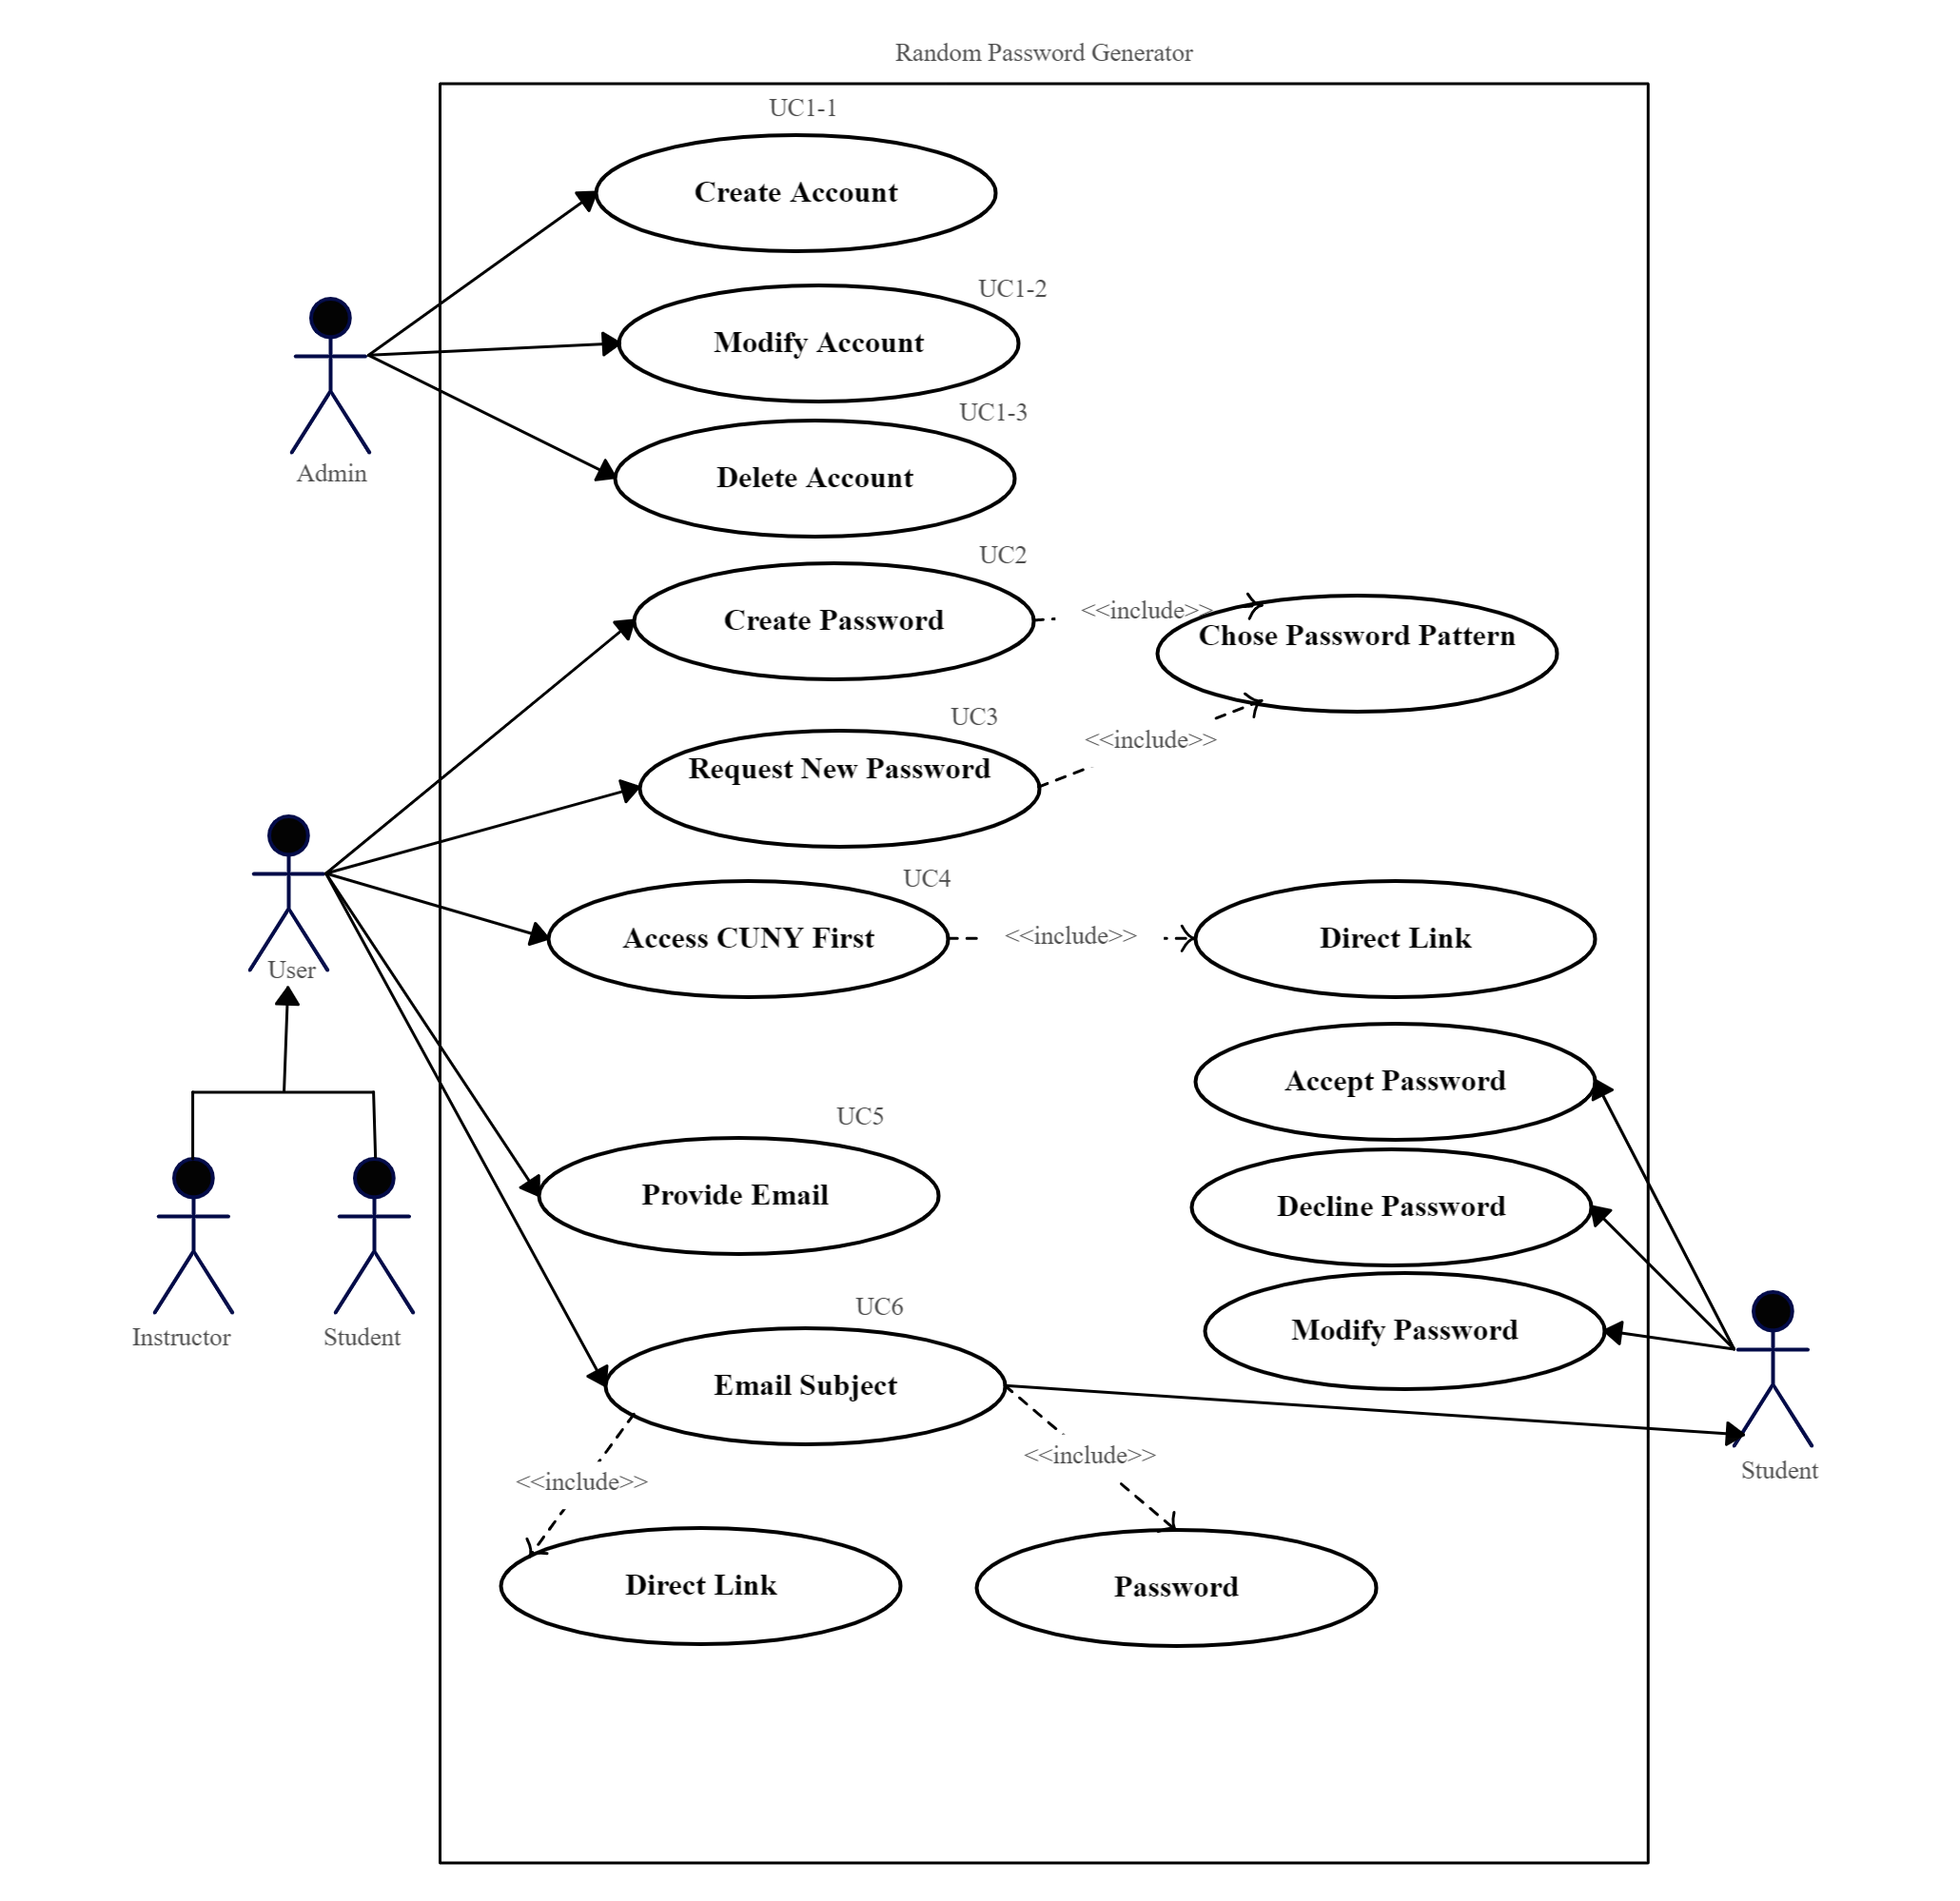 Random Password Generator
UC1-1
Create Account
UC1-2
Modify Account
UC1-3
Delete Account
Admin
UC2
Create Password
<<include>>
Chose Password Pattern
UC3
Request New Password
<<include>>
UC4
Access CUNY First
<<include>>
Direct Link
User
Accept Password
UC5
Provide Email
Decline Password
Instructor
Student
UC6
Email Subject
Modify Password
Student
<<include>>
<<include>>
Direct Link
Password